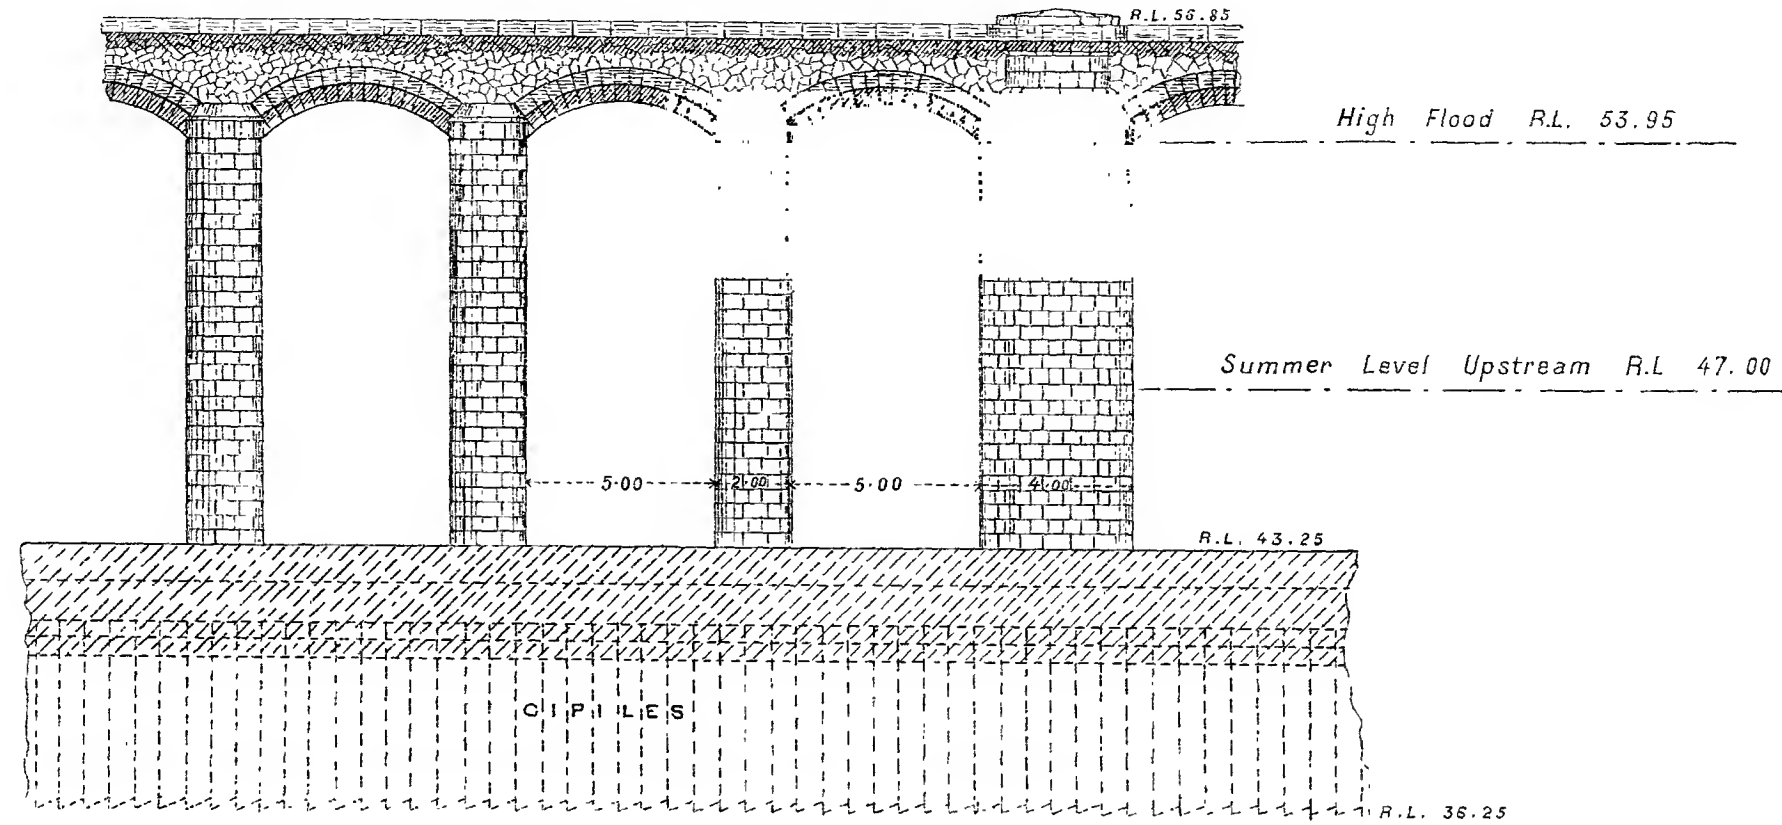 R.L. 56.85
High Flood R.L. 53.95
Summer Level Upstream R.L 47.00
5.00 2.00 5.00 4.00
R.L. 43.25
C I P I L E S
R.L. 36.25